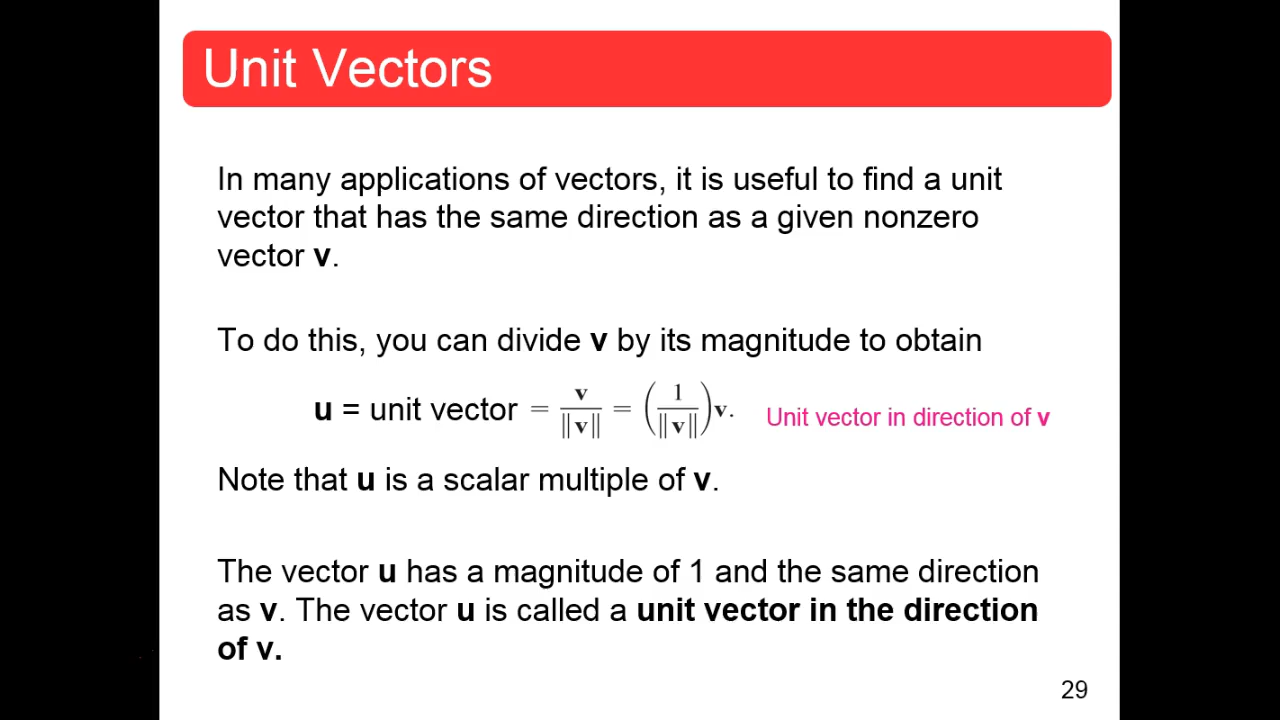 Unit Vectors
In many applications of vectors, it is useful to find a unit
vector that has the same direction as a given nonzero
vector v.
To do this, you can divide v by its magnitude to obtain
u = unit vector = v/‖v‖ = (1/‖v‖)v. Unit vector in direction of v
Note that u is a scalar multiple of v.
The vector u has a magnitude of 1 and the same direction
as v. The vector u is called a unit vector in the direction
of v.
29